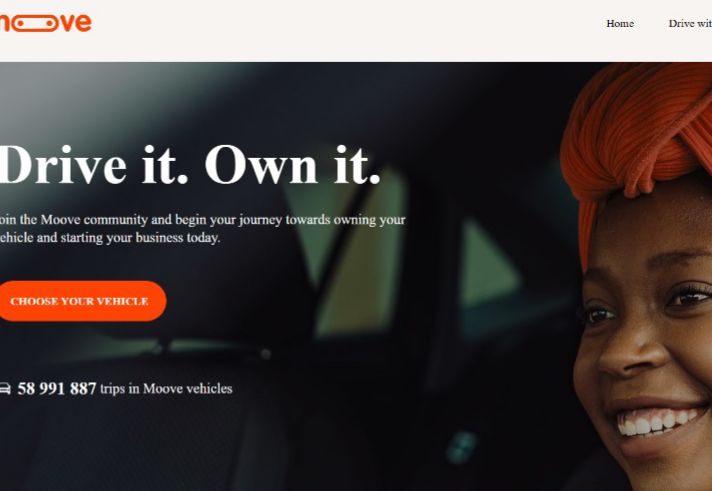 moove
Home Drive wit
Drive it. Own it.
oin the Moove community and begin your journey towards owning your
ehicle and starting your business today.
CHOOSE YOUR VEHICLE
58 991 887 trips in Moove vehicles